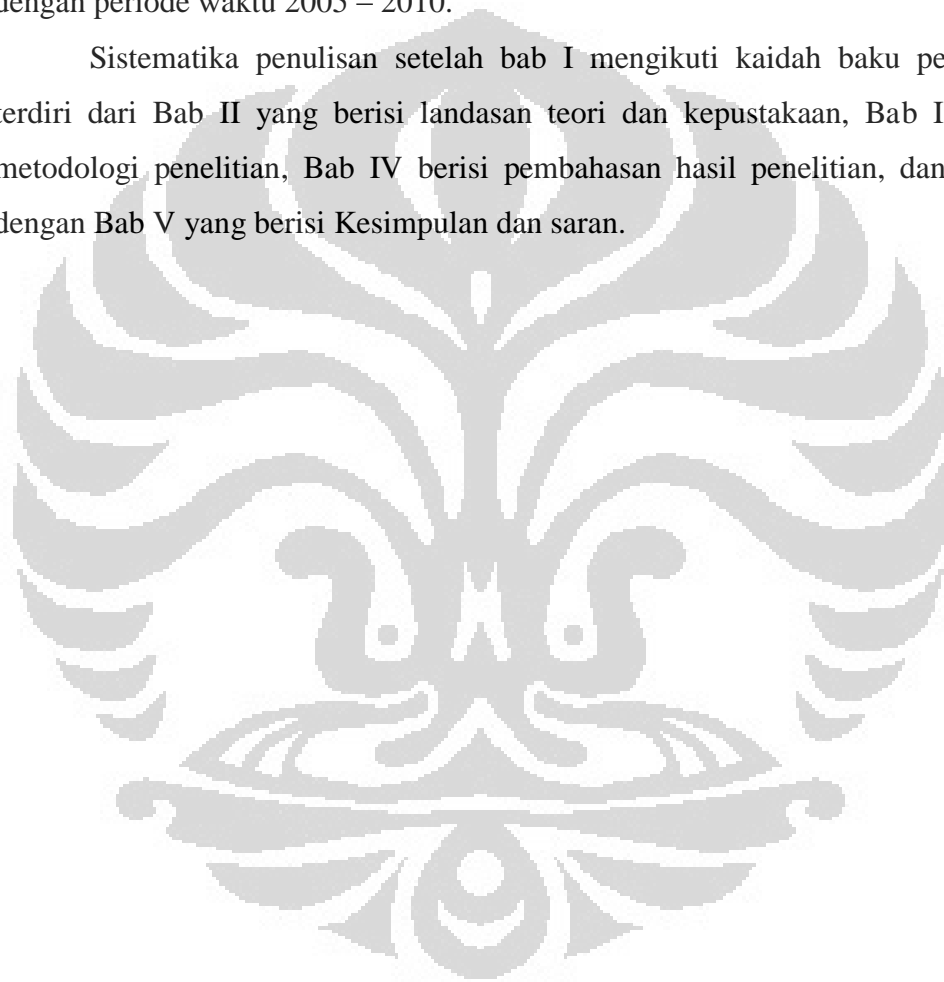 dengan periode waktu 2005 – 2010.
Sistematika penulisan setelah bab I mengikuti kaidah baku pe
terdiri dari Bab II yang berisi landasan teori dan kepustakaan, Bab I
metodologi penelitian, Bab IV berisi pembahasan hasil penelitian, dan
dengan Bab V yang berisi Kesimpulan dan saran.